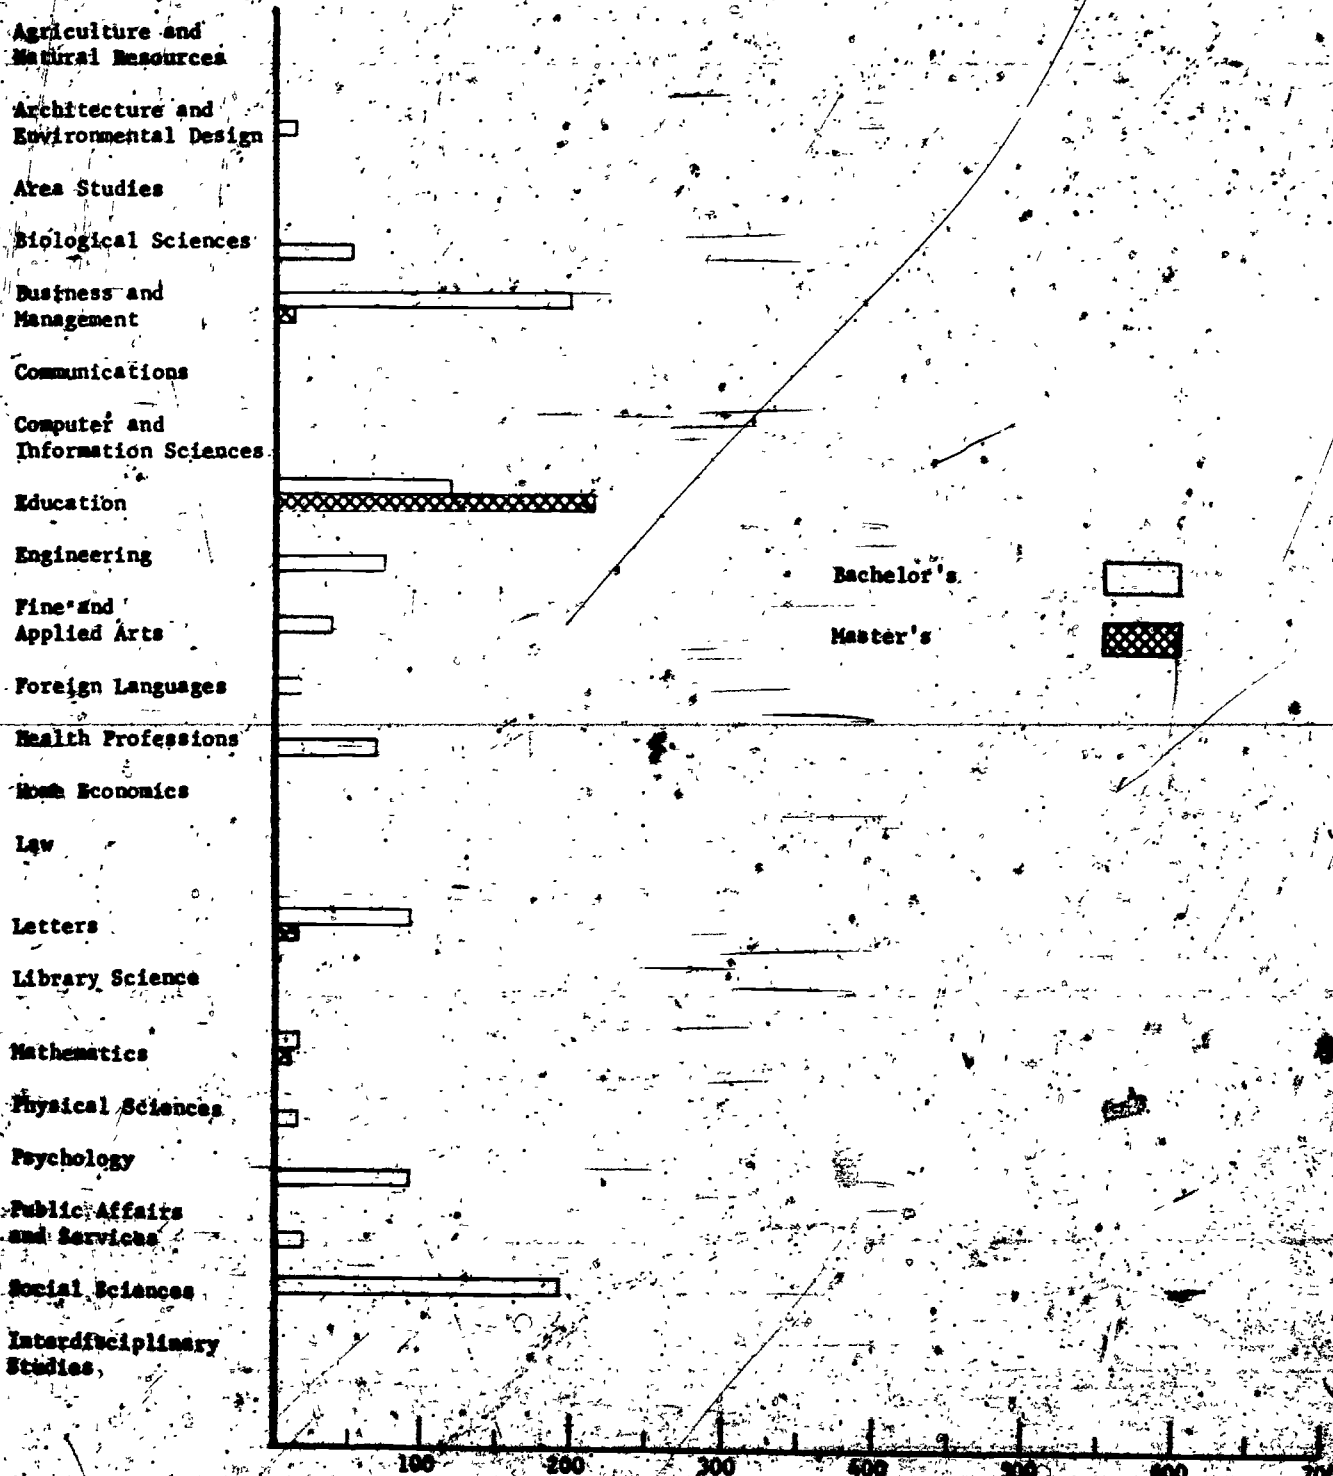 Agriculture and
Natural Resources
Architecture and
Environmental Design
Area Studies
Biological Sciences
Business and
Management
Communications
Computer and
Information Sciences
Education
Engineering
Bachelor's
Fine and
Applied Arts
Master's
Foreign Languages
Health Professions
Home Economics
Law
Letters
Library Science
Mathematics
Physical Sciences
Psychology
Public Affairs
and Services
Social Sciences
Interdisciplinary
Studies
100 200 300